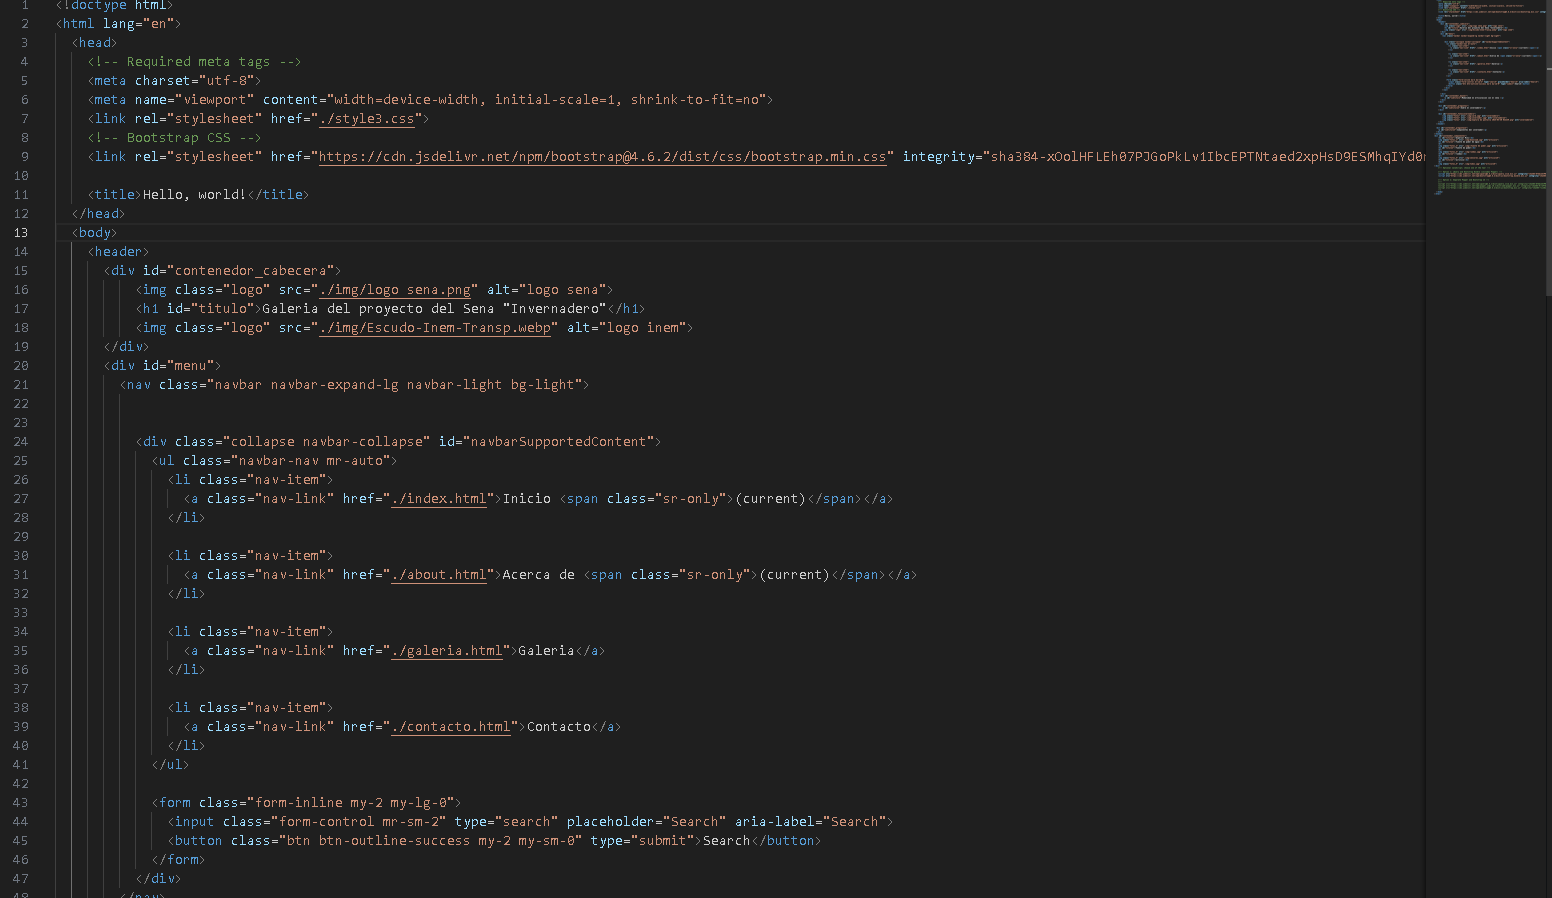 1 <!doctype html>
2 <html lang="en">
3 <head>
4 <!-- Required meta tags -->
5 <meta charset="utf-8">
6 <meta name="viewport" content="width=device-width, initial-scale=1, shrink-to-fit=no">
7 <link rel="stylesheet" href="./style3.css">
8 <!-- Bootstrap CSS -->
9 <link rel="stylesheet" href="https://cdn.jsdelivr.net/npm/bootstrap@4.6.2/dist/css/bootstrap.min.css" integrity="sha384-xOolHFLEh07PJGoPkLv1IbcEPTNtaed2xpHsD9ESMhqIYd0n
10
11 <title>Hello, world!</title>
12 </head>
13 <body>
14 <header>
15 <div id="contenedor_cabecera">
16 <img class="logo" src="./img/logo sena.png" alt="logo sena">
17 <h1 id="titulo">Galeria del proyecto del Sena "Invernadero"</h1>
18 <img class="logo" src="./img/Escudo-Inem-Transp.webp" alt="logo inem">
19 </div>
20 <div id="menu">
21 <nav class="navbar navbar-expand-lg navbar-light bg-light">
22
23
24 <div class="collapse navbar-collapse" id="navbarSupportedContent">
25 <ul class="navbar-nav mr-auto">
26 <li class="nav-item">
27 <a class="nav-link" href="./index.html">Inicio <span class="sr-only">(current)</span></a>
28 </li>
29
30 <li class="nav-item">
31 <a class="nav-link" href="./about.html">Acerca de <span class="sr-only">(current)</span></a>
32 </li>
33
34 <li class="nav-item">
35 <a class="nav-link" href="./galeria.html">Galeria</a>
36 </li>
37
38 <li class="nav-item">
39 <a class="nav-link" href="./contacto.html">Contacto</a>
40 </li>
41 </ul>
42
43 <form class="form-inline my-2 my-lg-0">
44 <input class="form-control mr-sm-2" type="search" placeholder="Search" aria-label="Search">
45 <button class="btn btn-outline-success my-2 my-sm-0" type="submit">Search</button>
46 </form>
47 </div>
48 </nav>